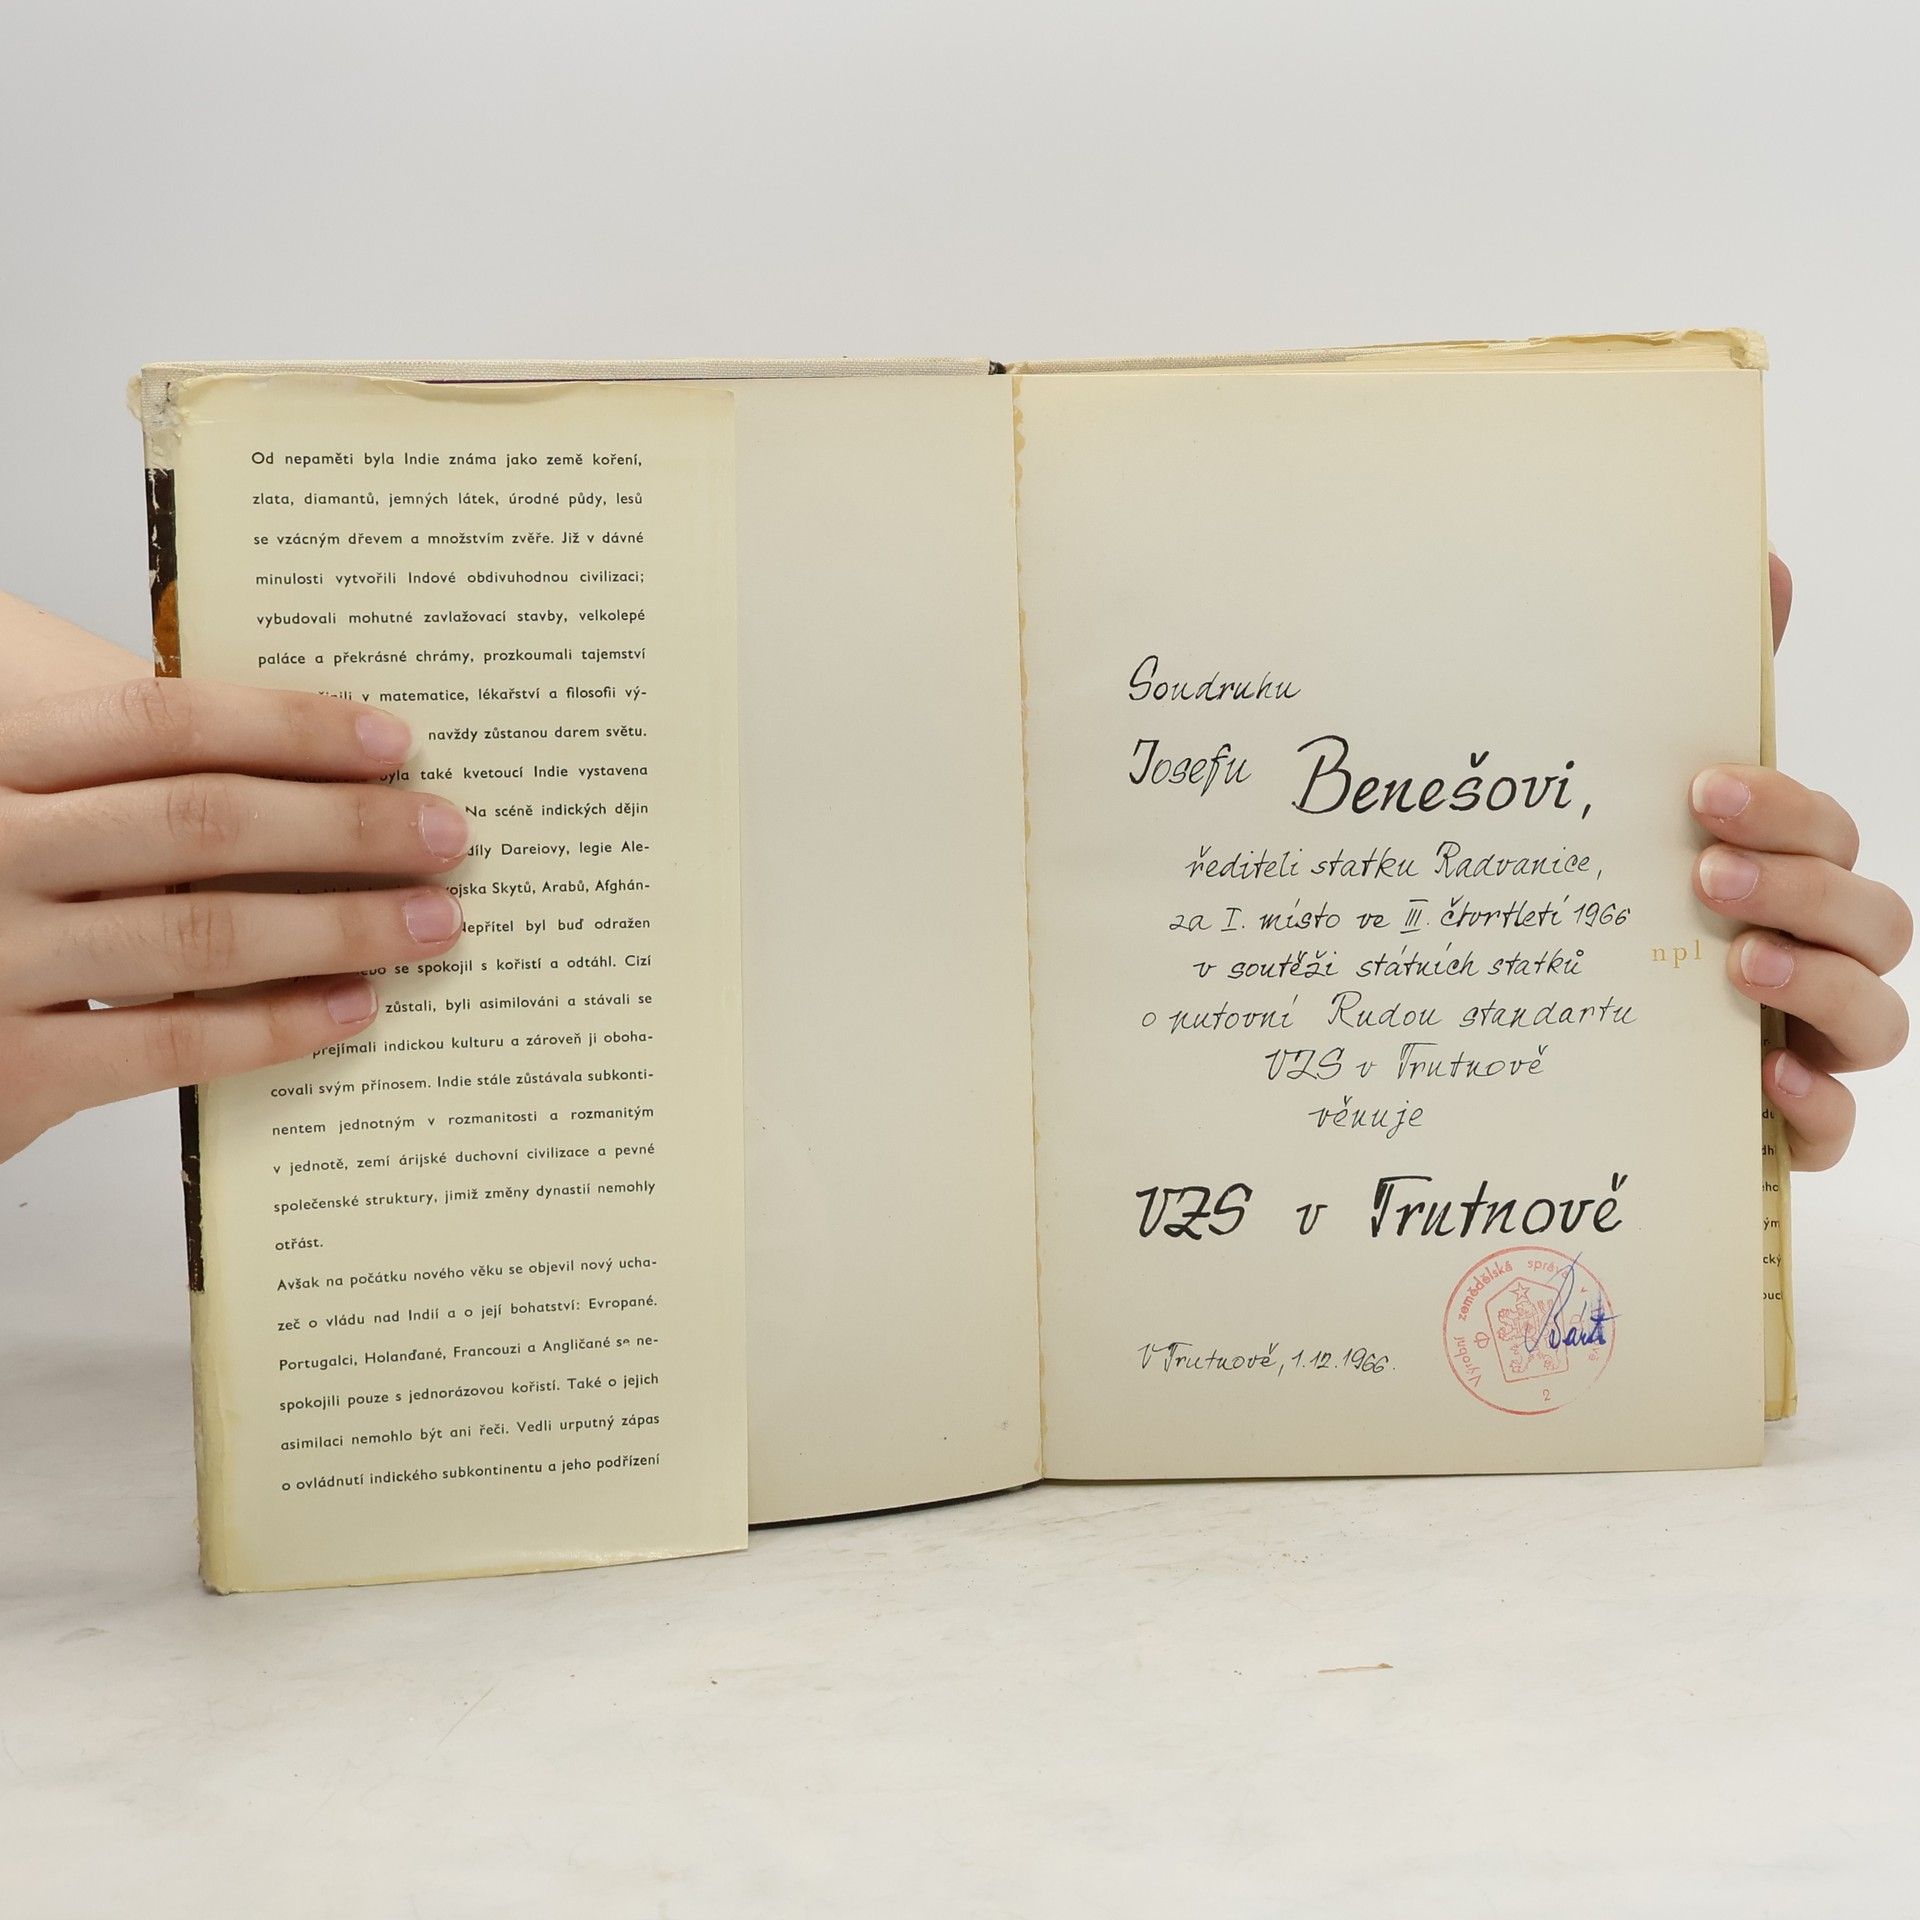 Od nepaměti byla Indie známa jako země koření,
zlata, diamantů, jemných látek, úrodné půdy, lesů
se vzácným dřevem a množstvím zvěře. Již v dávné
minulosti vytvořili Indové obdivuhodnou civilizaci;
vybudovali mohutné zavlažovací stavby, velkolepé
paláce a překrásné chrámy, prozkoumali tajemství
v matematice, lékařství a filosofii vý-
navždy zůstanou darem světu.
byla také kvetoucí Indie vystavena
Na scéně indických dějin
Dareiovy, legie Ale-
vojska Skytů, Arabů, Afghán-
Nepřítel byl buď odražen
nebo se spokojil s kořistí a odtáhl. Cizí
zůstali, byli asimilováni a stávali se
přejímali indickou kulturu a zároveň ji oboha-
covali svým přínosem. Indie stále zůstávala subkonti-
nentem jednotným v rozmanitosti a rozmanitým
v jednotě, zemí árijské duchovní civilizace a pevné
společenské struktury, jimiž změny dynastií nemohly
otřást.
Avšak na počátku nového věku se objevil nový ucha-
zeč o vládu nad Indií a o její bohatství: Evropané.
Portugalci, Holanďané, Francouzi a Angličané se ne-
spokojili pouze s jednorázovou kořistí. Také o jejich
asimilaci nemohlo být ani řeči. Vedli urputný zápas
o ovládnutí indického subkontinentu a jeho podřízení
Soudruhu
Josefu Benešovi,
řediteli statku Radvanice,
za I. místo ve III. čtvrtletí 1966
v soutěži státních statků
o putovní Rudou standartu
VZS v Trutnově
věnuje
VZS v Trutnově
V Trutnově, 1.12.1966.
Výrobní zemědělská správa v
2
npl